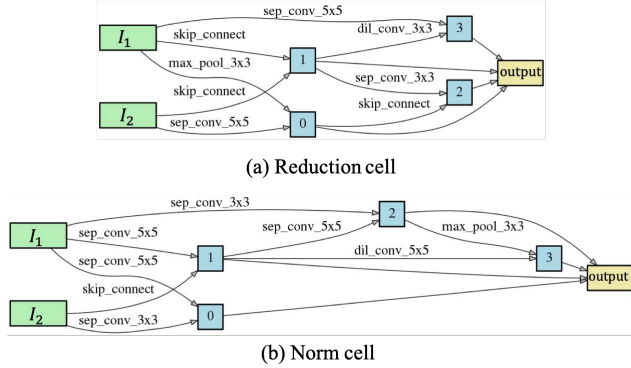 sep_conv_5x5
I₁
skip_connect
dil_conv_3x3
3
max_pool_3x3
1
output
sep_conv_3x3
skip_connect
2
I₂
sep_conv_5x5
skip_connect
0
(a) Reduction cell
sep_conv_3x3
2
I₁
sep_conv_5x5
sep_conv_5x5
max_pool_3x3
sep_conv_5x5
1
dil_conv_5x5
3
output
skip_connect
I₂
sep_conv_3x3
0
(b) Norm cell